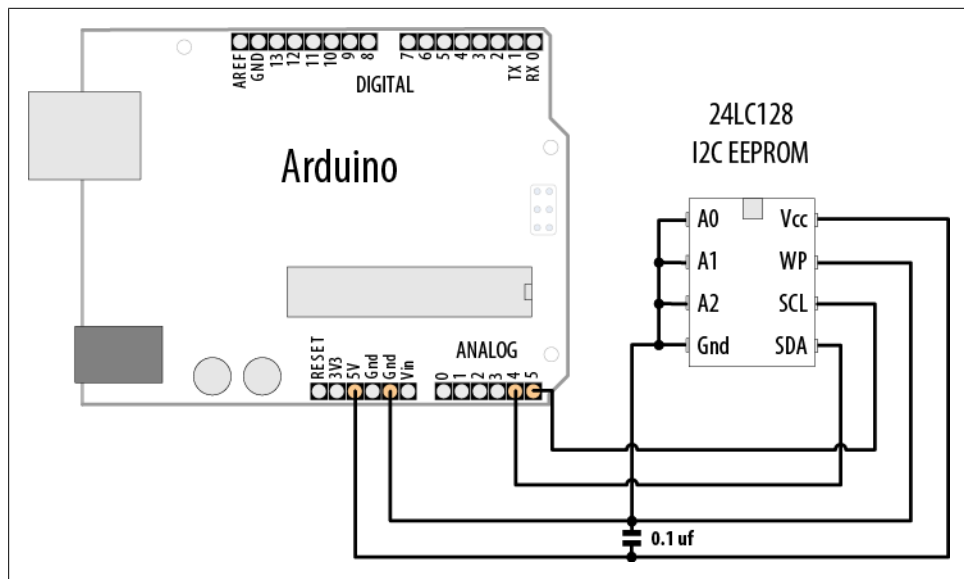 AREF
GND
13
12
11
10
9
8
7
6
5
4
3
2
TX 1
RX 0
DIGITAL
Arduino
24LC128
I2C EEPROM
A0
Vcc
A1
WP
A2
SCL
Gnd
SDA
RESET
3V3
5V
Gnd
Gnd
Vin
ANALOG
0
1
2
3
4
5
0.1 uf